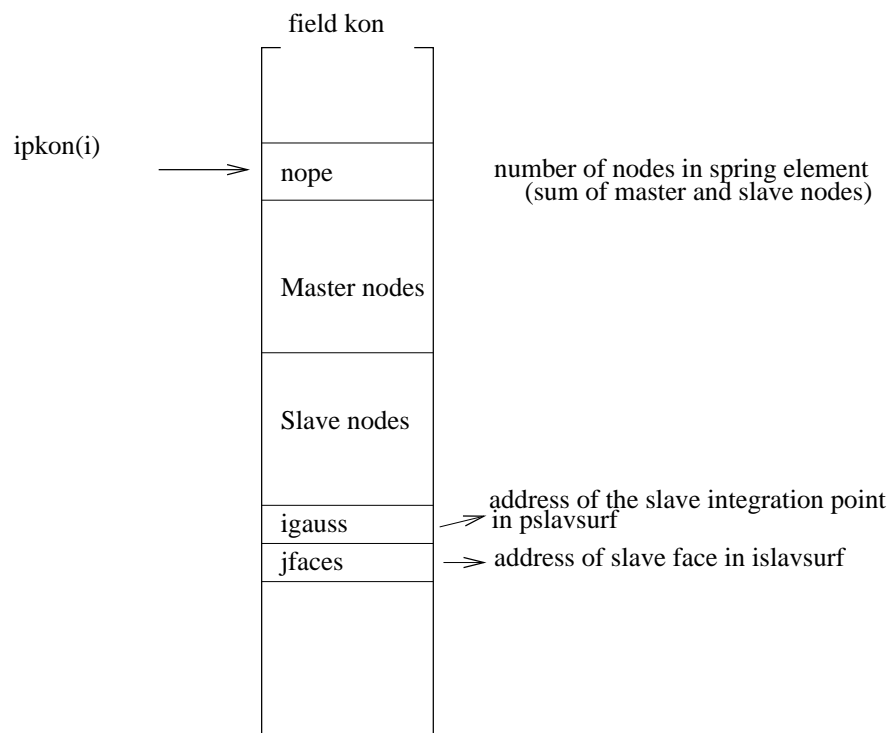 field kon
ipkon(i)
nope
number of nodes in spring element
(sum of master and slave nodes)
Master nodes
Slave nodes
igauss
address of the slave integration point
in pslavsurf
jfaces
address of slave face in islavsurf